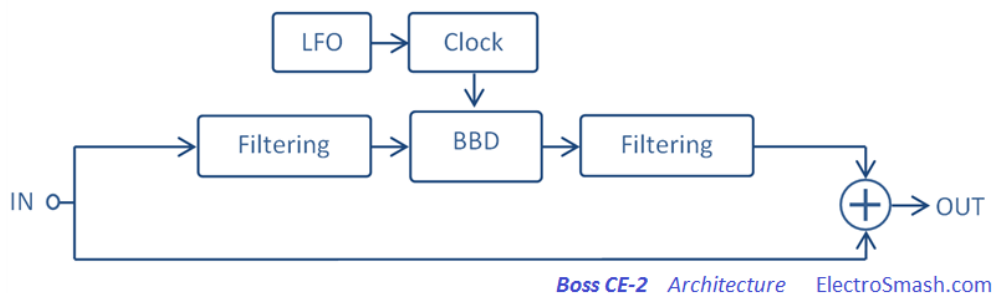 LFO
Clock
Filtering
BBD
Filtering
IN
+
OUT
Boss CE-2 Architecture ElectroSmash.com